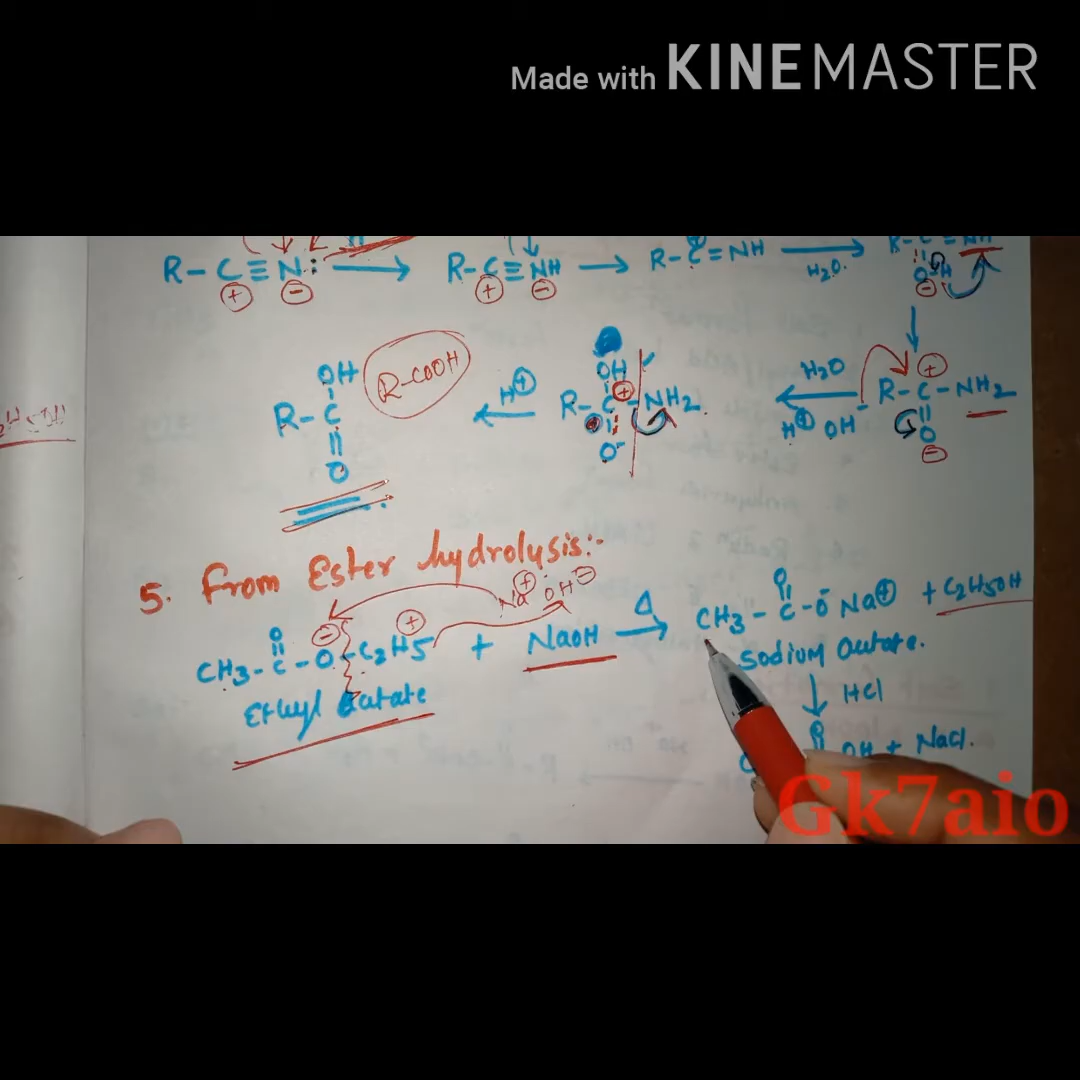 Made with KINEMASTER
R-C≡N: → R-C≡NH → R-C=NH →
H2O
OH
R-COOH
R-C
O
OH
R-C-NH2
O-
H+
H2O
H+ OH-
R-C-NH2
O
5. From Ester hydrolysis:-
Na+ OH-
O
CH3-C-O-C2H5 + NaOH
Ethyl acetate
Δ
O
CH3-C-O- Na+ + C2H5OH
Sodium acetate.
HCl
OH + NaCl.
Gk7aio